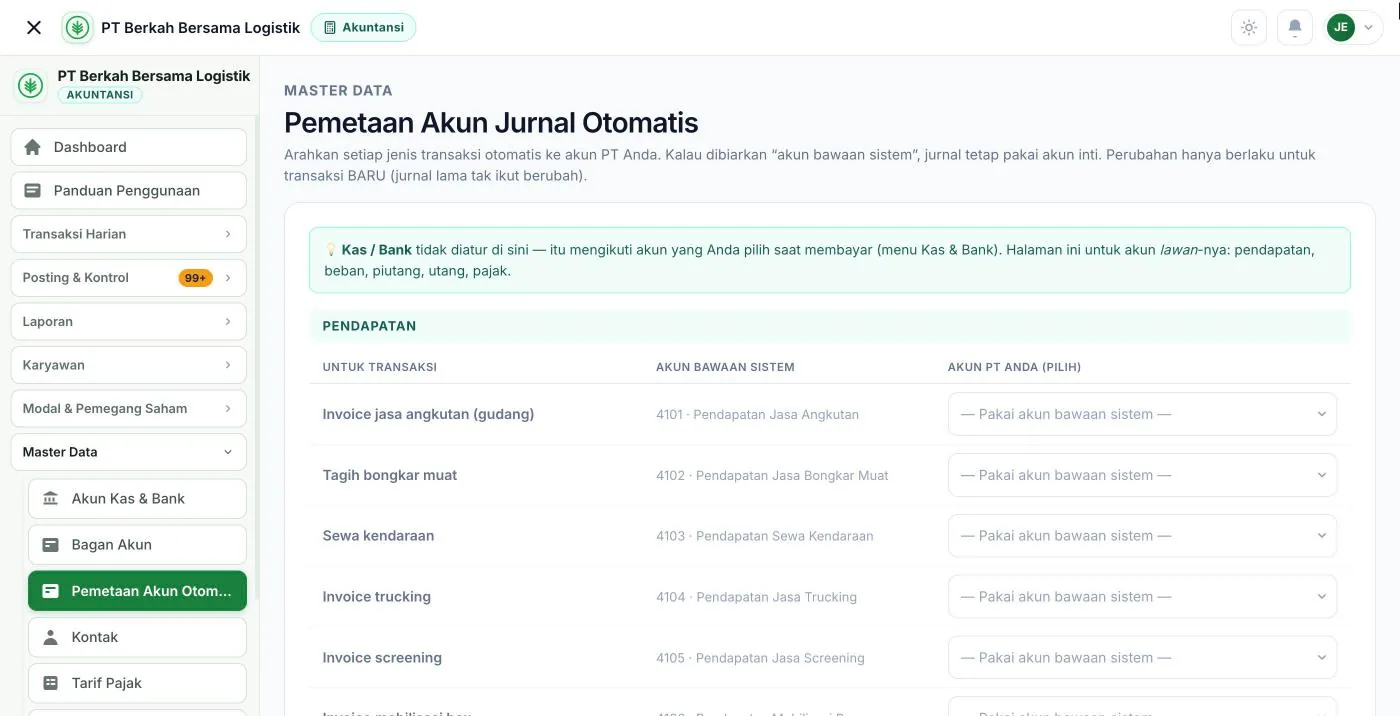 PT Berkah Bersama Logistik
Akuntansi
JE
PT Berkah Bersama Logistik
AKUNTANSI
Dashboard
Panduan Penggunaan
Transaksi Harian
Posting & Kontrol
99+
Laporan
Karyawan
Modal & Pemegang Saham
Master Data
Akun Kas & Bank
Bagan Akun
Pemetaan Akun Otom...
Kontak
Tarif Pajak
MASTER DATA
Pemetaan Akun Jurnal Otomatis
Arahkan setiap jenis transaksi otomatis ke akun PT Anda. Kalau dibiarkan “akun bawaan sistem”, jurnal tetap pakai akun inti. Perubahan hanya berlaku untuk
transaksi BARU (jurnal lama tak ikut berubah).
Kas / Bank tidak diatur di sini — itu mengikuti akun yang Anda pilih saat membayar (menu Kas & Bank). Halaman ini untuk akun lawan-nya: pendapatan,
beban, piutang, utang, pajak.
PENDAPATAN
UNTUK TRANSAKSI AKUN BAWAAN SISTEM AKUN PT ANDA (PILIH)
Invoice jasa angkutan (gudang) 4101 · Pendapatan Jasa Angkutan — Pakai akun bawaan sistem —
Tagih bongkar muat 4102 · Pendapatan Jasa Bongkar Muat — Pakai akun bawaan sistem —
Sewa kendaraan 4103 · Pendapatan Sewa Kendaraan — Pakai akun bawaan sistem —
Invoice trucking 4104 · Pendapatan Jasa Trucking — Pakai akun bawaan sistem —
Invoice screening 4105 · Pendapatan Jasa Screening — Pakai akun bawaan sistem —